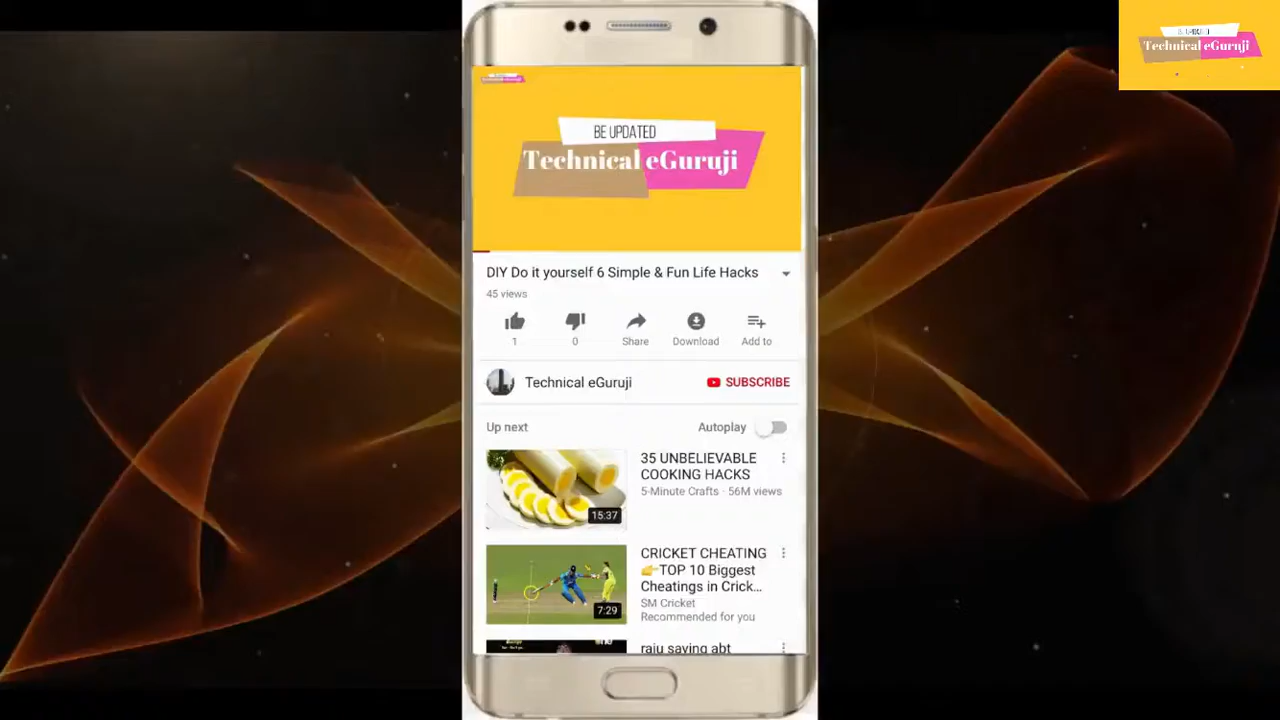 BE UPDATED
Technical eGuruji
BE UPDATED
Technical eGuruji
DIY Do it yourself 6 Simple & Fun Life Hacks
45 views
1
0
Share
Download
Add to
Technical eGuruji
SUBSCRIBE
Up next
Autoplay
35 UNBELIEVABLE
COOKING HACKS
5-Minute Crafts · 56M views
15:37
CRICKET CHEATING
👉TOP 10 Biggest
Cheatings in Crick...
SM Cricket
Recommended for you
7:29
raju saying abt